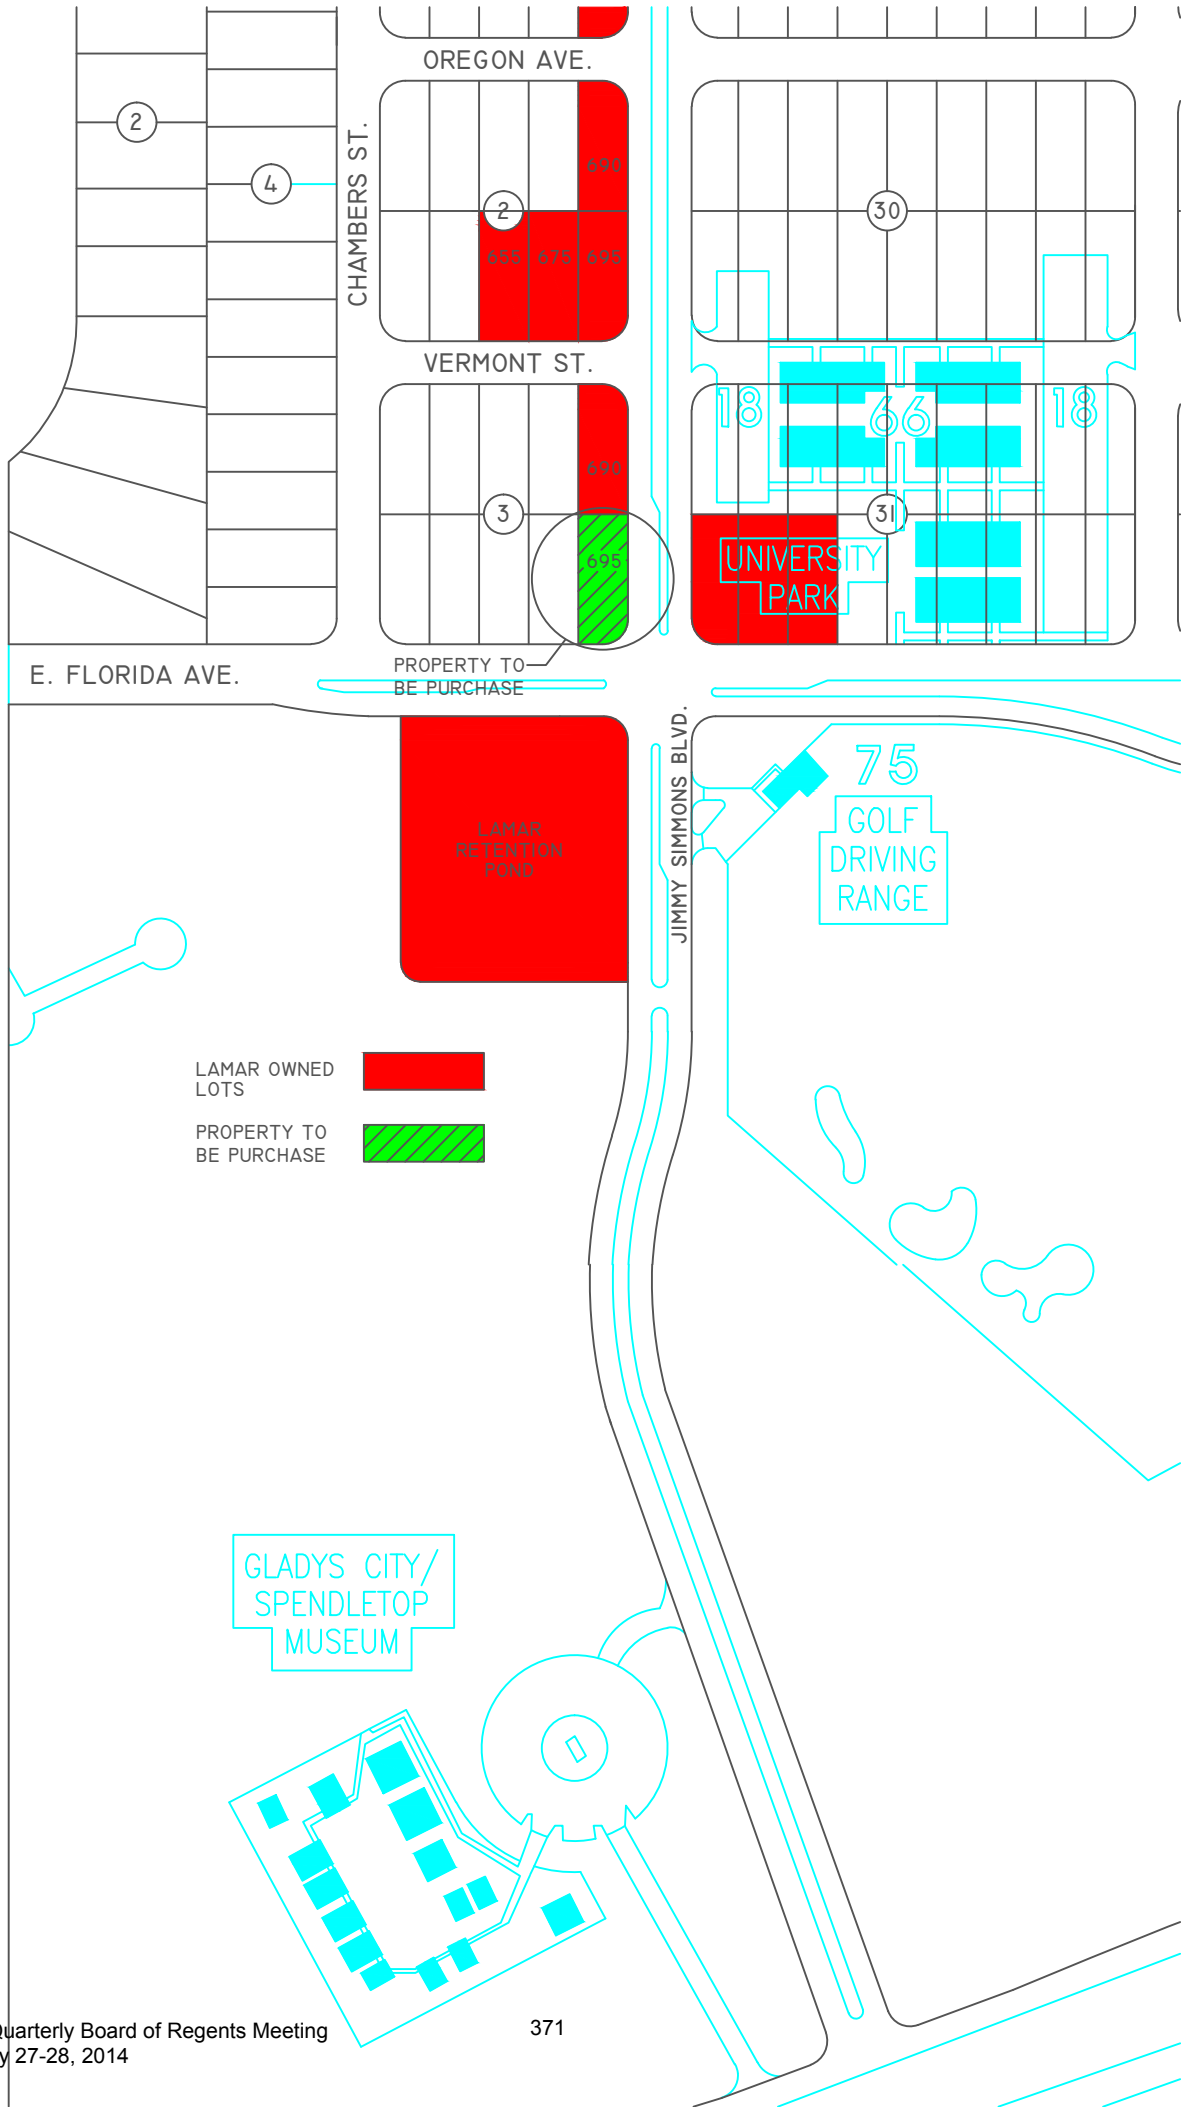 OREGON AVE.
2
4
CHAMBERS ST.
690
2
30
655 675 695
VERMONT ST.
18
66
18
690
3
31
695
UNIVERSITY
PARK
PROPERTY TO
BE PURCHASE
E. FLORIDA AVE.
JIMMY SIMMONS BLVD.
75
GOLF
DRIVING
RANGE
LAMAR
RETENTION
POND
LAMAR OWNED
LOTS
PROPERTY TO
BE PURCHASE
GLADYS CITY/
SPENDLETOP
MUSEUM
Quarterly Board of Regents Meeting
371
y 27-28, 2014